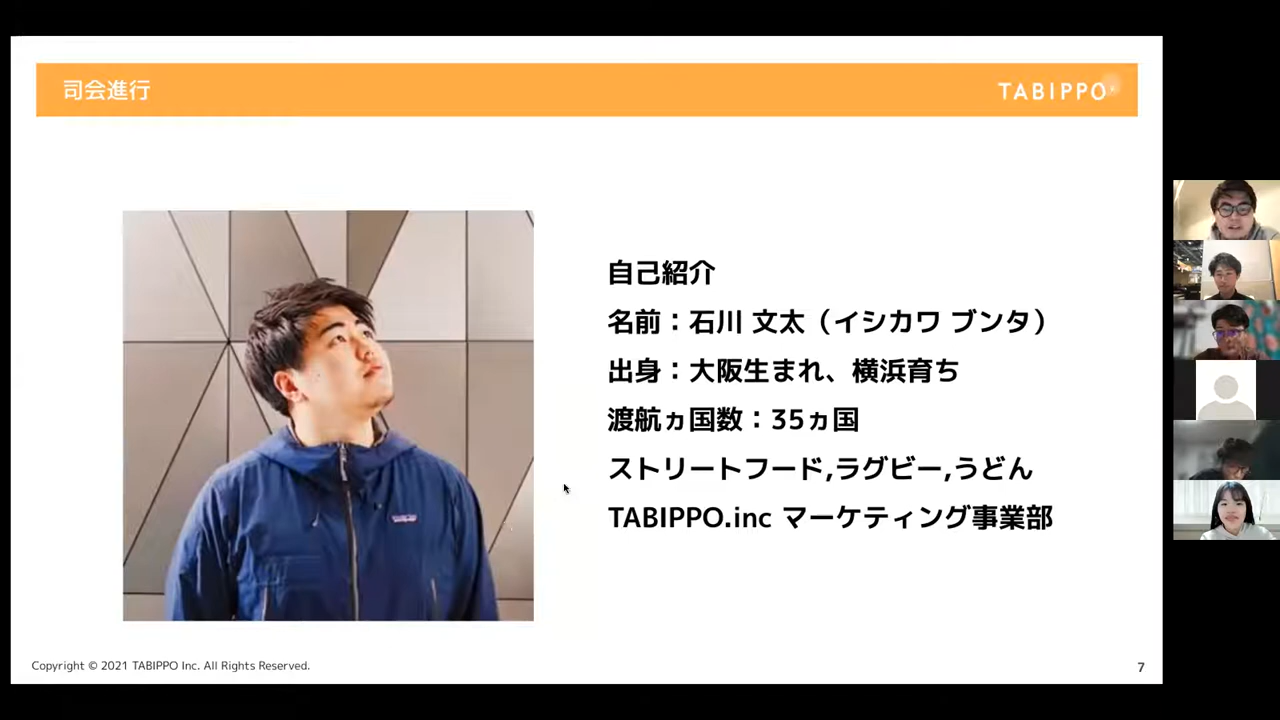 司会進行
TABIPPO
自己紹介
名前：石川 文太（イシカワ ブンタ）
出身：大阪生まれ、横浜育ち
渡航ヵ国数：35ヵ国
ストリートフード,ラグビー,うどん
TABIPPO.inc マーケティング事業部
Copyright © 2021 TABIPPO Inc. All Rights Reserved.
7